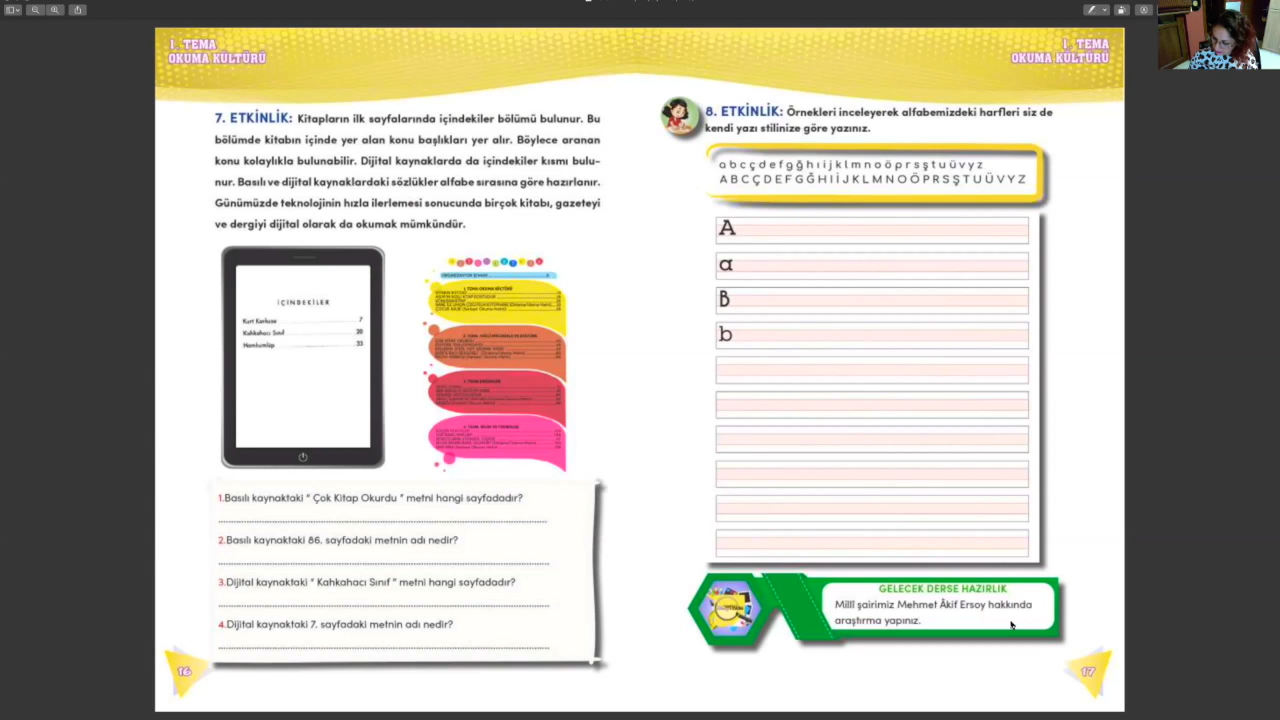 I. TEMA
OKUMA KÜLTÜRÜ
7. ETKİNLİK: Kitapların ilk sayfalarında içindekiler bölümü bulunur. Bu
bölümde kitabın içinde yer alan konu başlıkları yer alır. Böylece aranan
konu kolaylıkla bulunabilir. Dijital kaynaklarda da içindekiler kısmı bulu-
nur. Basılı ve dijital kaynaklardaki sözlükler alfabe sırasına göre hazırlanır.
Günümüzde teknolojinin hızla ilerlemesi sonucunda birçok kitabı, gazeteyi
ve dergiyi dijital olarak da okumak mümkündür.
İÇİNDEKİLER
Kurt Karkase 7
Kahkahacı Sınıf 20
Hamhumlüp 33
1. TEMA: OKUMA KÜLTÜRÜ
1.Basılı kaynaktaki “ Çok Kitap Okurdu ” metni hangi sayfadadır?
2.Basılı kaynaktaki 86. sayfadaki metnin adı nedir?
3.Dijital kaynaktaki “ Kahkahacı Sınıf ” metni hangi sayfadadır?
4.Dijital kaynaktaki 7. sayfadaki metnin adı nedir?
16
I. TEMA
OKUMA KÜLTÜRÜ
8. ETKİNLİK: Örnekleri inceleyerek alfabemizdeki harfleri siz de
kendi yazı stilinize göre yazınız.
a b c ç d e f g ğ h ı i j k l m n o ö p r s ş t u ü v y z
A B C Ç D E F G Ğ H I İ J K L M N O Ö P R S Ş T U Ü V Y Z
A
a
B
b
GELECEK DERSE HAZIRLIK
Millî şairimiz Mehmet Âkif Ersoy hakkında
araştırma yapınız.
17